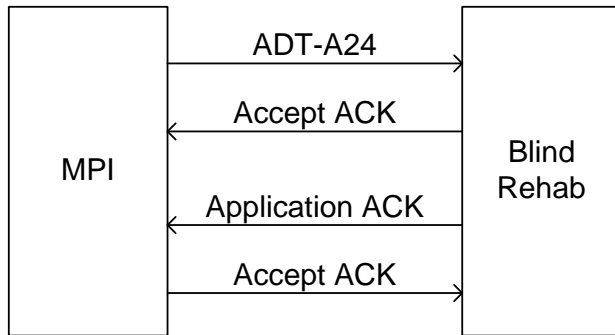 ADT-A24
Accept ACK
MPI
Blind
Rehab
Application ACK
Accept ACK